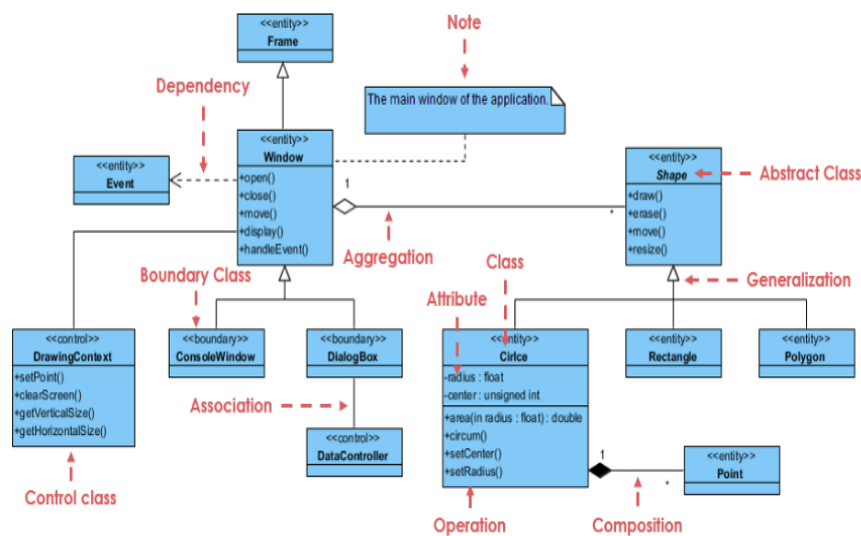 <<entity>>
Frame
Note
Dependency
The main window of the application.
<<entity>>
Window
+open()
+close()
+move()
+display()
+handleEvent()
<<entity>>
Event
1
*
Aggregation
<<entity>>
Shape
+draw()
+erase()
+move()
+resize()
Abstract Class
Boundary Class
Class
Attribute
Generalization
<<control>>
DrawingContext
+setPoint()
+clearScreen()
+getVerticalSize()
+getHorizontalSize()
<<boundary>>
ConsoleWindow
<<boundary>>
DialogBox
<<entity>>
Cirlce
-radius : float
-center : unsigned int
+area(in radius : float) : double
+circum()
+setCenter()
+setRadius()
<<entity>>
Rectangle
<<entity>>
Polygon
Association
<<control>>
DataController
1
*
<<entity>>
Point
Control class
Operation
Composition